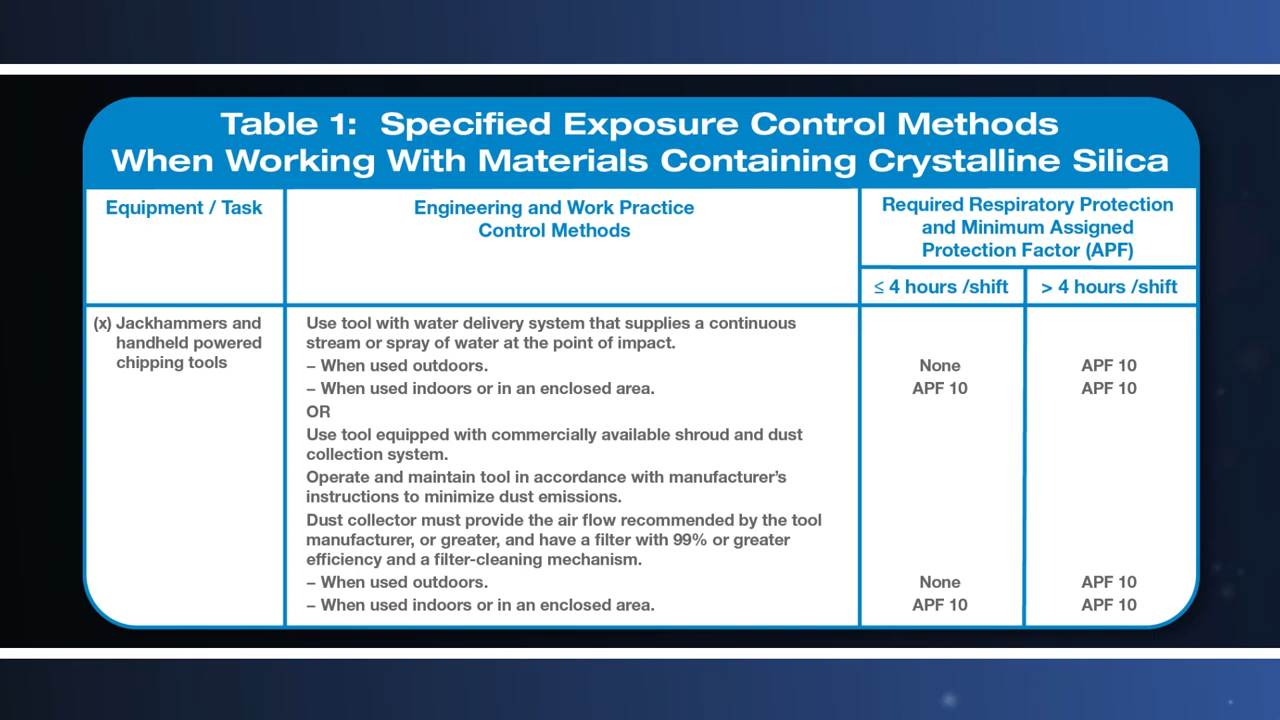 Table 1: Specified Exposure Control Methods
When Working With Materials Containing Crystalline Silica
Equipment / Task
Engineering and Work Practice
Control Methods
Required Respiratory Protection
and Minimum Assigned
Protection Factor (APF)
≤ 4 hours /shift
> 4 hours /shift
(x) Jackhammers and
handheld powered
chipping tools
Use tool with water delivery system that supplies a continuous
stream or spray of water at the point of impact.
– When used outdoors.
None
APF 10
– When used indoors or in an enclosed area.
APF 10
APF 10
OR
Use tool equipped with commercially available shroud and dust
collection system.
Operate and maintain tool in accordance with manufacturer’s
instructions to minimize dust emissions.
Dust collector must provide the air flow recommended by the tool
manufacturer, or greater, and have a filter with 99% or greater
efficiency and a filter-cleaning mechanism.
– When used outdoors.
None
APF 10
– When used indoors or in an enclosed area.
APF 10
APF 10